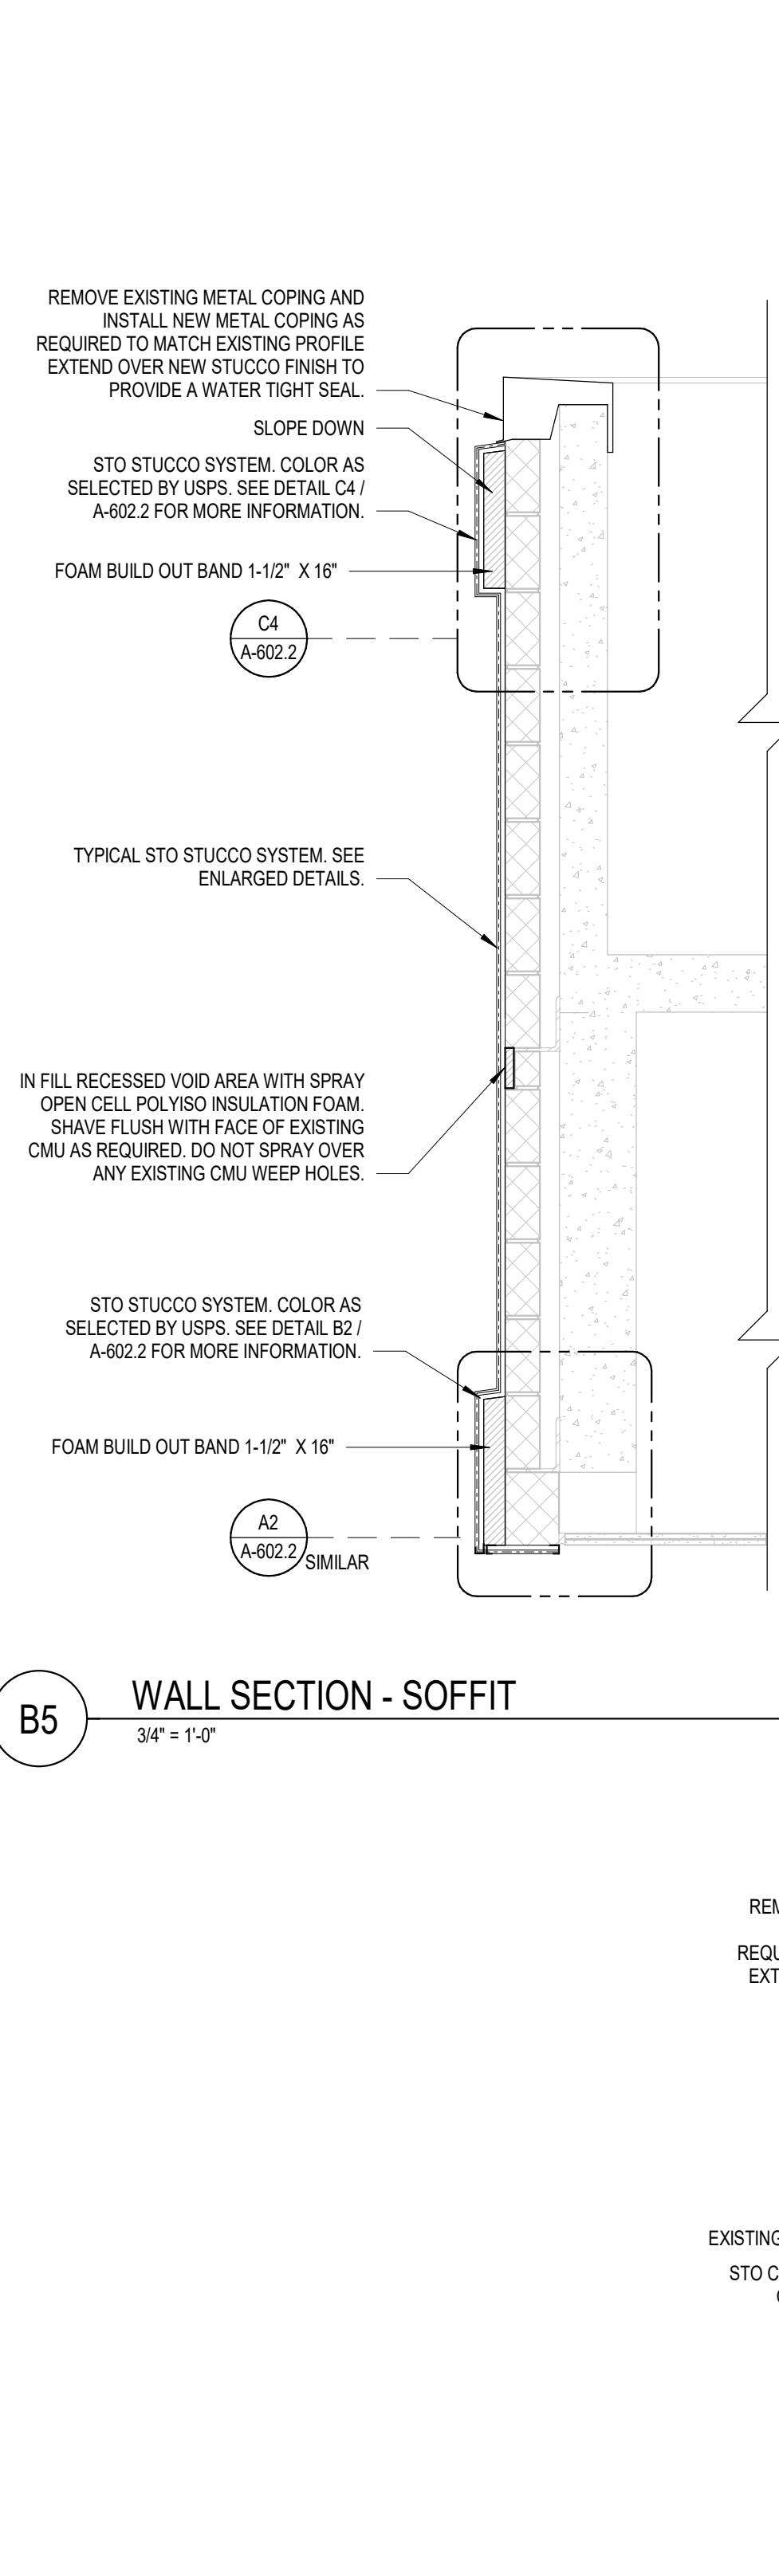 REMOVE EXISTING METAL COPING AND
INSTALL NEW METAL COPING AS
REQUIRED TO MATCH EXISTING PROFILE
EXTEND OVER NEW STUCCO FINISH TO
PROVIDE A WATER TIGHT SEAL.
SLOPE DOWN
STO STUCCO SYSTEM. COLOR AS
SELECTED BY USPS. SEE DETAIL C4 /
A-602.2 FOR MORE INFORMATION.
FOAM BUILD OUT BAND 1-1/2" X 16"
C4
A-602.2
TYPICAL STO STUCCO SYSTEM. SEE
ENLARGED DETAILS.
IN FILL RECESSED VOID AREA WITH SPRAY
OPEN CELL POLYISO INSULATION FOAM.
SHAVE FLUSH WITH FACE OF EXISTING
CMU AS REQUIRED. DO NOT SPRAY OVER
ANY EXISTING CMU WEEP HOLES.
STO STUCCO SYSTEM. COLOR AS
SELECTED BY USPS. SEE DETAIL B2 /
A-602.2 FOR MORE INFORMATION.
FOAM BUILD OUT BAND 1-1/2" X 16"
A2
A-602.2
SIMILAR
B5
WALL SECTION - SOFFIT
3/4" = 1'-0"
REM
REQU
EXT
EXISTING
STO C